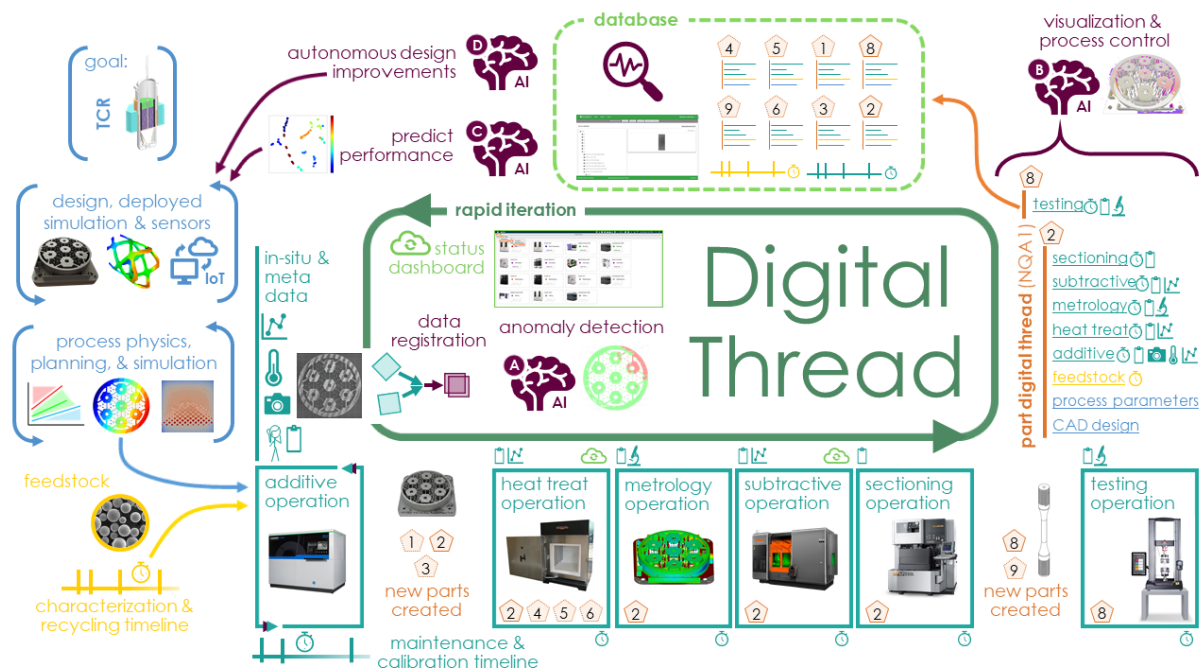 goal:
TCR
autonomous design
improvements
D
AI
predict
performance
C
AI
database
4
5
1
8
9
6
3
2
visualization &
process control
B
AI
design, deployed
simulation & sensors
IoT
process physics,
planning, & simulation
feedstock
characterization &
recycling timeline
in-situ &
meta
data
rapid iteration
status
dashboard
data
registration
anomaly detection
A
AI
Digital
Thread
8
testing
part digital thread (NQA I)
2
sectioning
subtractive
metrology
heat treat
additive
feedstock
process parameters
CAD design
additive
operation
maintenance &
calibration timeline
1
2
3
new parts
created
heat treat
operation
2
4
5
6
metrology
operation
2
subtractive
operation
2
sectioning
operation
2
8
9
new parts
created
testing
operation
8